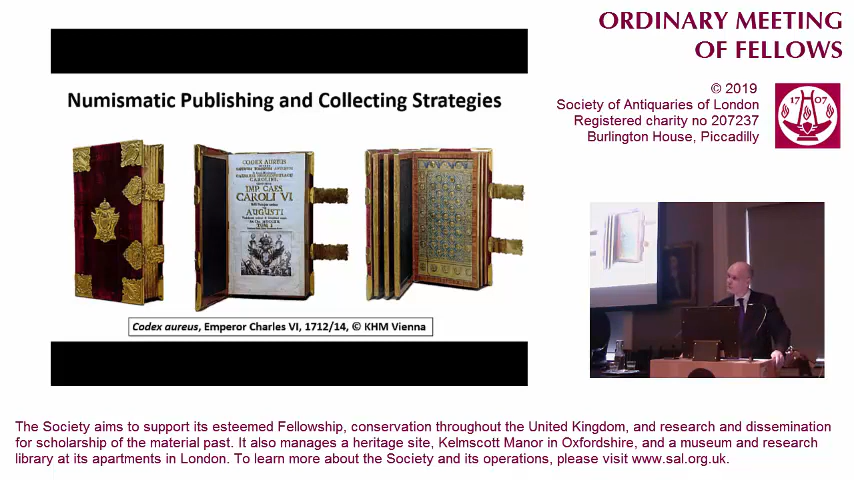 ORDINARY MEETING
OF FELLOWS
© 2019
Society of Antiquaries of London
Registered charity no 207237
Burlington House, Piccadilly
17 07
Numismatic Publishing and Collecting Strategies
CODEX AUREUS
IMP. CAES.
CAROLI VI
AUGUSTI
TOM I
Codex aureus, Emperor Charles VI, 1712/14, © KHM Vienna
The Society aims to support its esteemed Fellowship, conservation throughout the United Kingdom, and research and dissemination
for scholarship of the material past. It also manages a heritage site, Kelmscott Manor in Oxfordshire, and a museum and research
library at its apartments in London. To learn more about the Society and its operations, please visit www.sal.org.uk.